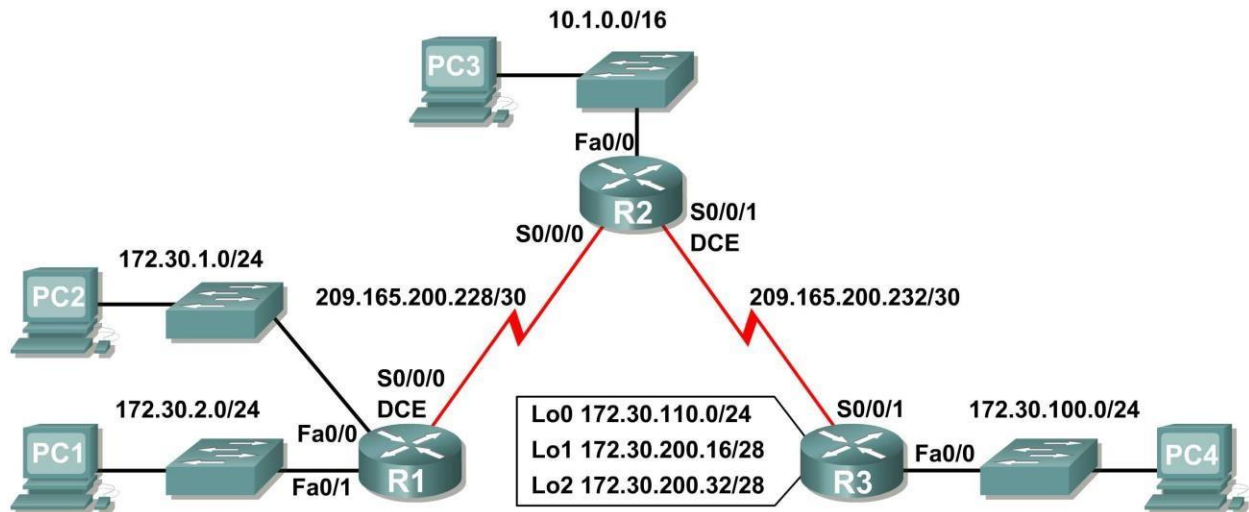 10.1.0.0/16
PC3
Fa0/0
R2
S0/0/1
DCE
S0/0/0
172.30.1.0/24
PC2
209.165.200.228/30
209.165.200.232/30
S0/0/0
DCE
172.30.2.0/24
Fa0/0
PC1
Fa0/1
R1
Lo0 172.30.110.0/24
Lo1 172.30.200.16/28
Lo2 172.30.200.32/28
S0/0/1
172.30.100.0/24
Fa0/0
R3
PC4